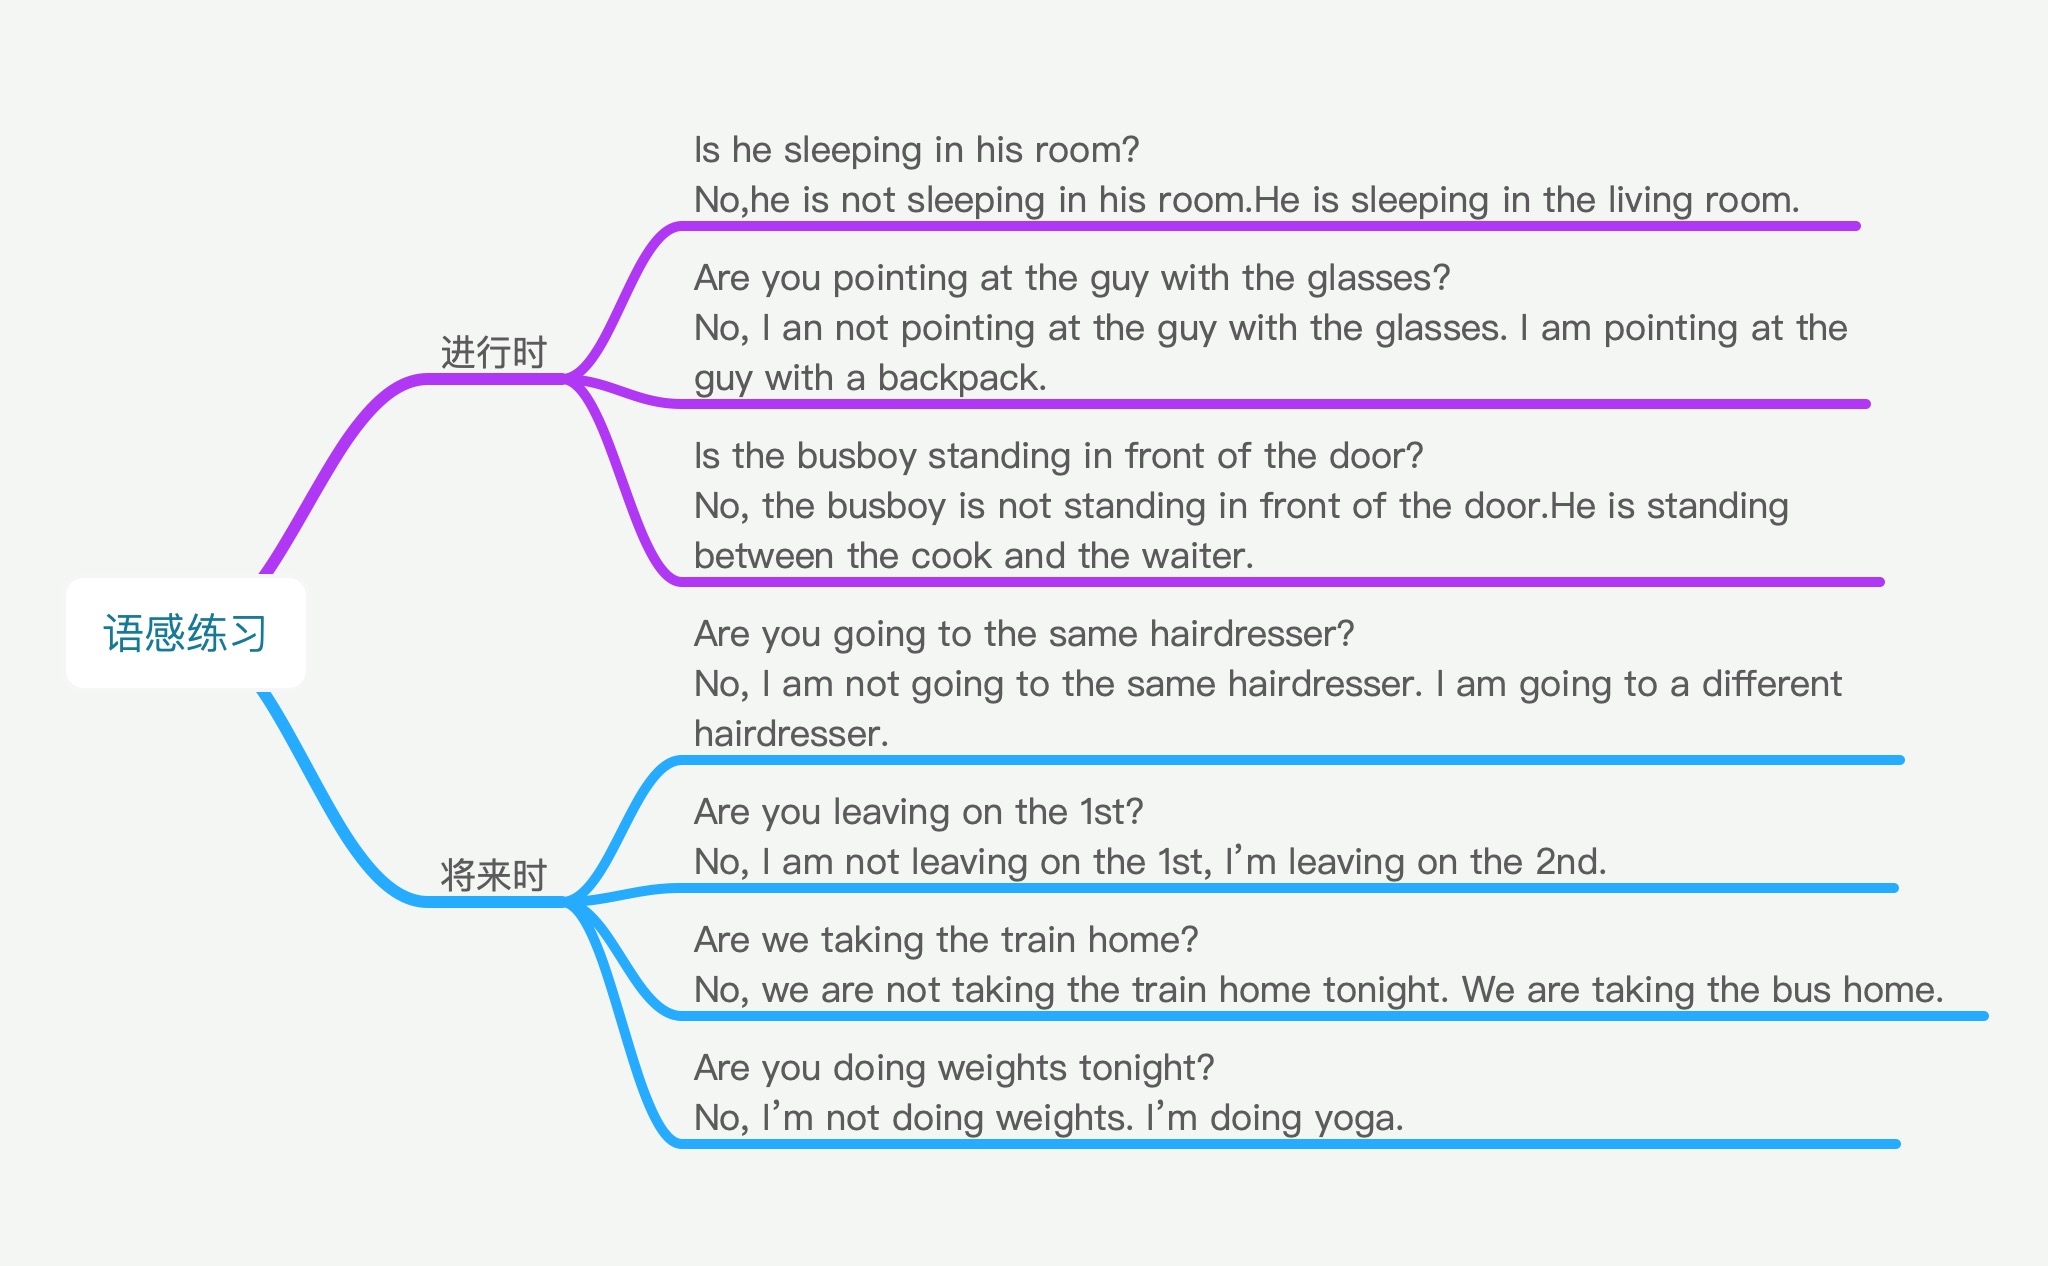 语感练习
进行时
Is he sleeping in his room?
No,he is not sleeping in his room.He is sleeping in the living room.
Are you pointing at the guy with the glasses?
No, I an not pointing at the guy with the glasses. I am pointing at the
guy with a backpack.
Is the busboy standing in front of the door?
No, the busboy is not standing in front of the door.He is standing
between the cook and the waiter.
将来时
Are you going to the same hairdresser?
No, I am not going to the same hairdresser. I am going to a different
hairdresser.
Are you leaving on the 1st?
No, I am not leaving on the 1st, I’m leaving on the 2nd.
Are we taking the train home?
No, we are not taking the train home tonight. We are taking the bus home.
Are you doing weights tonight?
No, I’m not doing weights. I’m doing yoga.